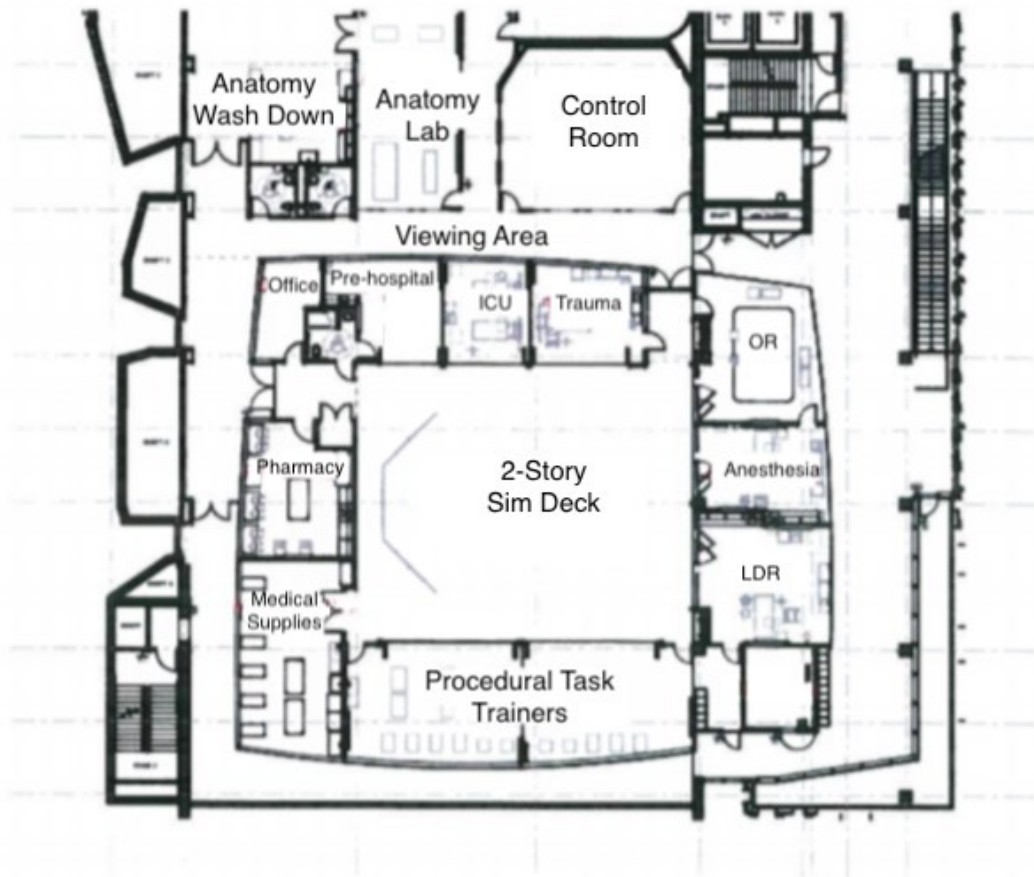 Anatomy
Wash Down
Anatomy
Lab
Control
Room
Viewing Area
Office
Pre-hospital
ICU
Trauma
OR
Pharmacy
2-Story
Sim Deck
Anesthesia
Medical
Supplies
LDR
Procedural Task
Trainers